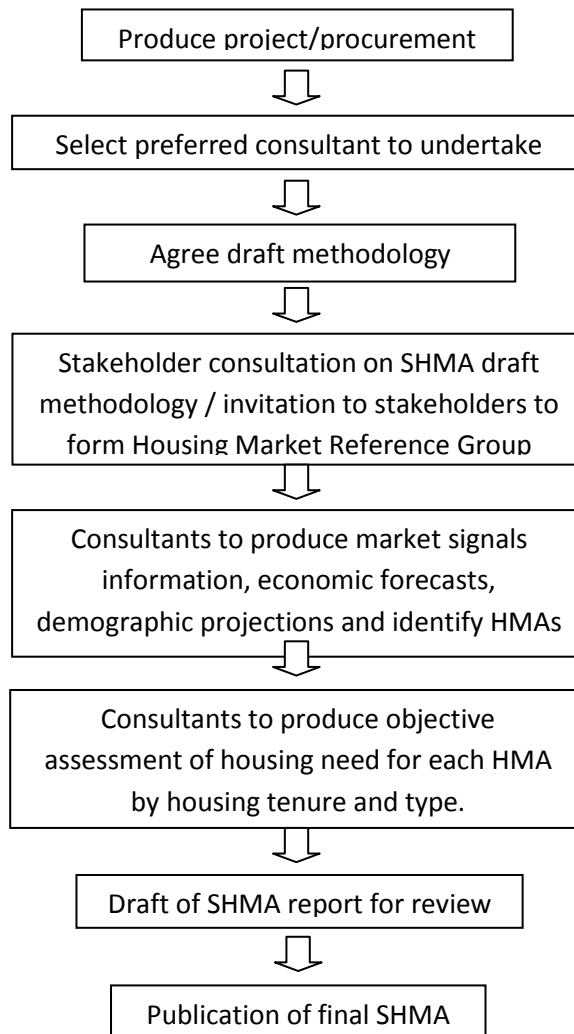 Produce project/procurement
Select preferred consultant to undertake
Agree draft methodology
Stakeholder consultation on SHMA draft
methodology / invitation to stakeholders to
form Housing Market Reference Group
Consultants to produce market signals
information, economic forecasts,
demographic projections and identify HMAs
Consultants to produce objective
assessment of housing need for each HMA
by housing tenure and type.
Draft of SHMA report for review
Publication of final SHMA